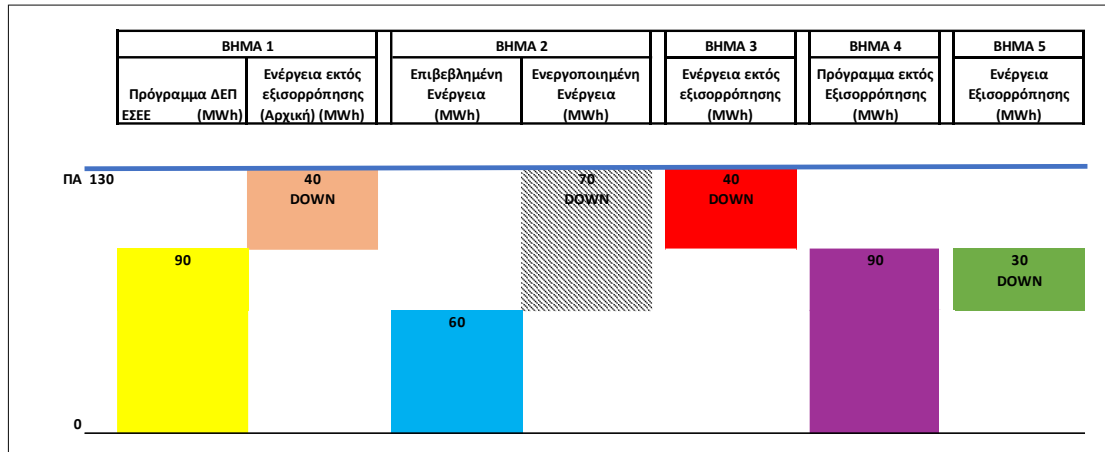 ΒΗΜΑ 1
ΒΗΜΑ 2
ΒΗΜΑ 3
ΒΗΜΑ 4
ΒΗΜΑ 5
Πρόγραμμα ΔΕΠ
ΕΣΕΕ (MWh)
Ενέργεια εκτός
εξισορρόπησης
(Αρχική) (MWh)
Επιβεβλημένη
Ενέργεια
(MWh)
Ενεργοποιημένη
Ενέργεια
(MWh)
Ενέργεια εκτός
εξισορρόπησης
(MWh)
Πρόγραμμα εκτός
Εξισορρόπησης
(MWh)
Ενέργεια
Εξισορρόπησης
(MWh)
ΠΑ 130
40
DOWN
70
DOWN
40
DOWN
90
90
30
DOWN
60
0